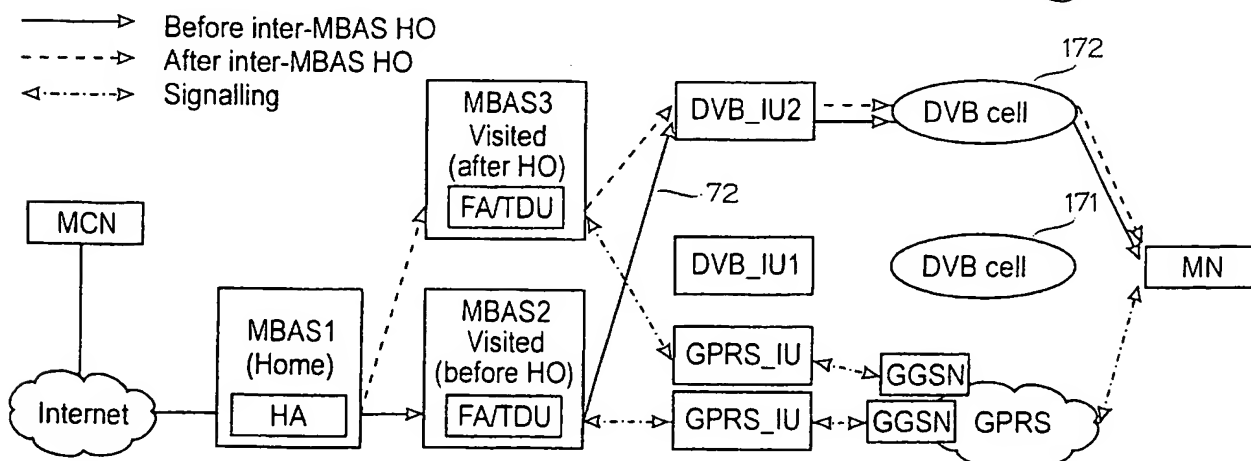 Before inter-MBAS HO
After inter-MBAS HO
Signalling
MCN
Internet
MBAS1
(Home)
HA
MBAS3
Visited
(after HO)
FA/TDU
MBAS2
Visited
(before HO)
FA/TDU
72
DVB_IU2
DVB_IU1
GPRS_IU
GPRS_IU
172
DVB cell
171
DVB cell
GGSN
GGSN
GPRS
MN